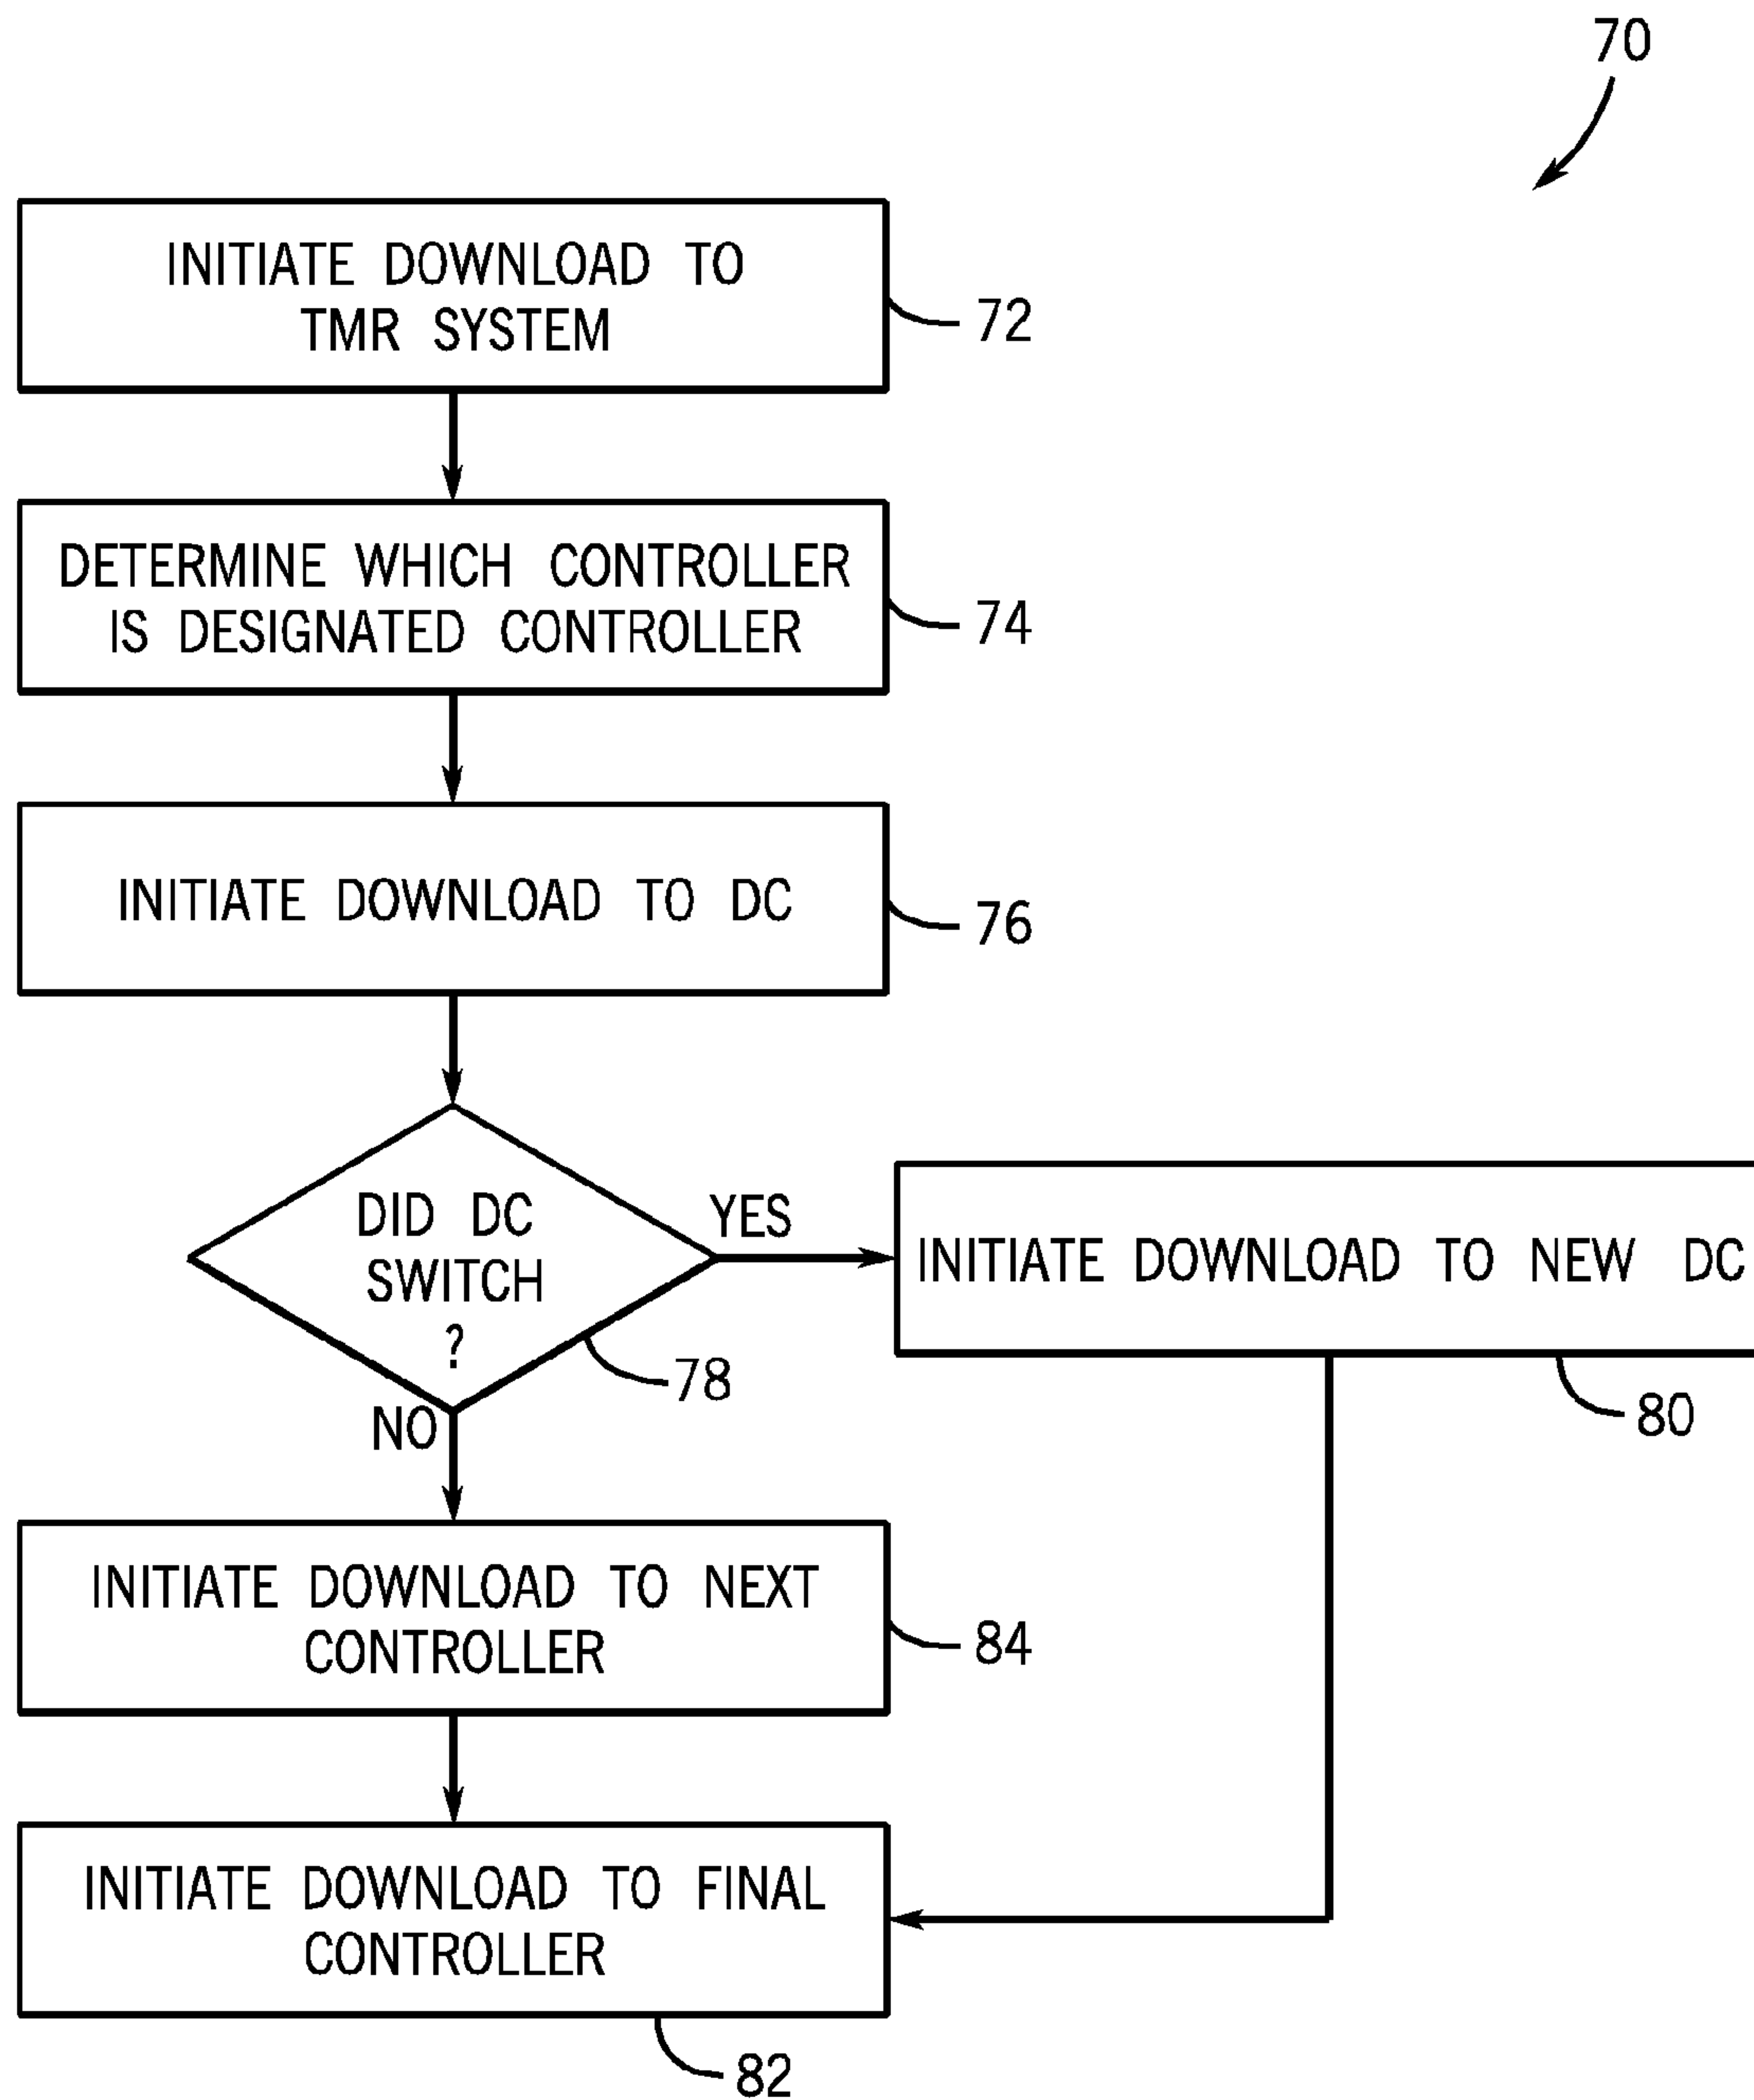 70
INITIATE DOWNLOAD TO
TMR SYSTEM
72
DETERMINE WHICH CONTROLLER
IS DESIGNATED CONTROLLER
74
INITIATE DOWNLOAD TO DC
76
DID DC
SWITCH
?
YES
78
NO
INITIATE DOWNLOAD TO NEW DC
80
INITIATE DOWNLOAD TO NEXT
CONTROLLER
84
INITIATE DOWNLOAD TO FINAL
CONTROLLER
82